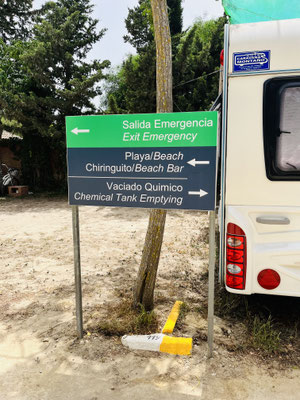 Salida Emergencia
Exit Emergency
Playa/Beach
Chiringuito/Beach Bar
Vaciado Quimico
Chemical Tank Emptying